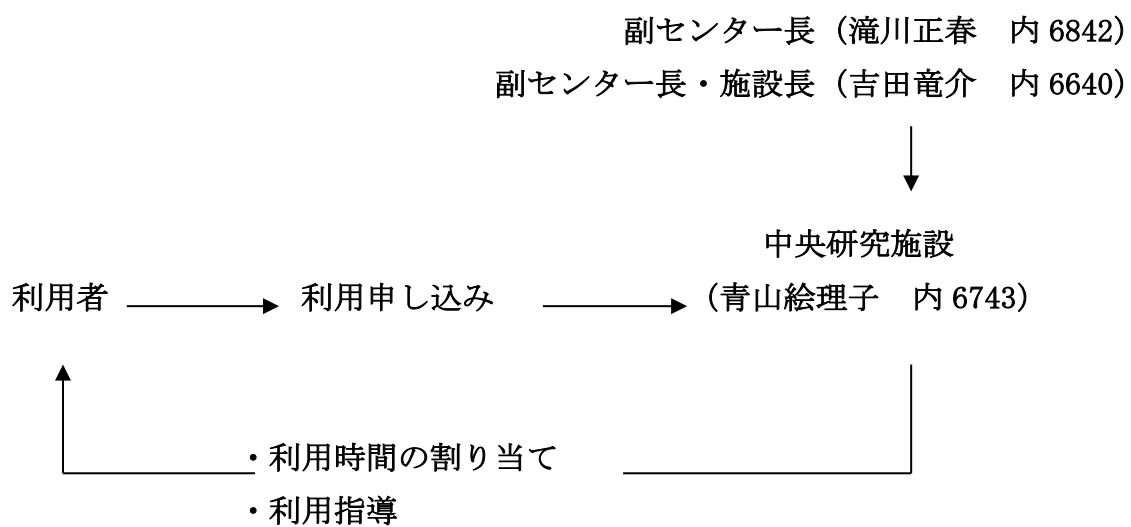 副センター長（滝川正春　内 6842）
副センター長・施設長（吉田竜介　内 6640）
中央研究施設
利用者
利用申し込み
（青山絵理子　内 6743）
・利用時間の割り当て
・利用指導